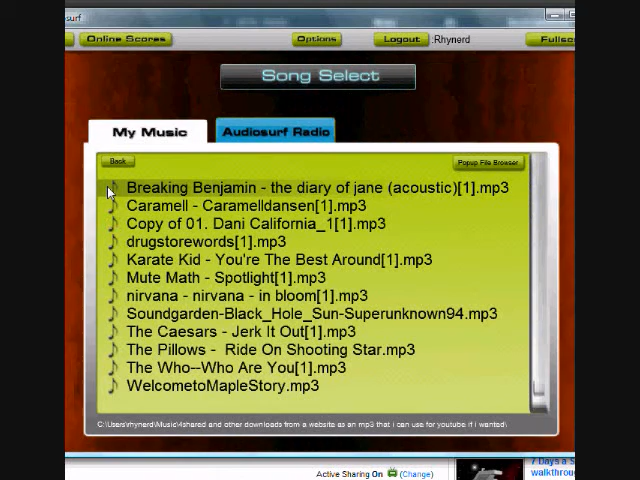 surf
Online Scores
Options
Logout
:Rhynerd
Fullsc
Song Select
My Music
Audiosurf Radio
Back
Popup File Browser
Breaking Benjamin - the diary of jane (acoustic)[1].mp3
Caramell - Caramelldansen[1].mp3
Copy of 01. Dani California_1[1].mp3
drugstorewords[1].mp3
Karate Kid - You're The Best Around[1].mp3
Mute Math - Spotlight[1].mp3
nirvana - nirvana - in bloom[1].mp3
Soundgarden-Black_Hole_Sun-Superunknown94.mp3
The Caesars - Jerk It Out[1].mp3
The Pillows -  Ride On Shooting Star.mp3
The Who--Who Are You[1].mp3
WelcometoMapleStory.mp3
C:\Users\rhynerd\Music\4shared and other downloads from a website as an mp3 that i can use for youtube if i wanted\
Active Sharing On (Change)
7 Days a S
walkthrou